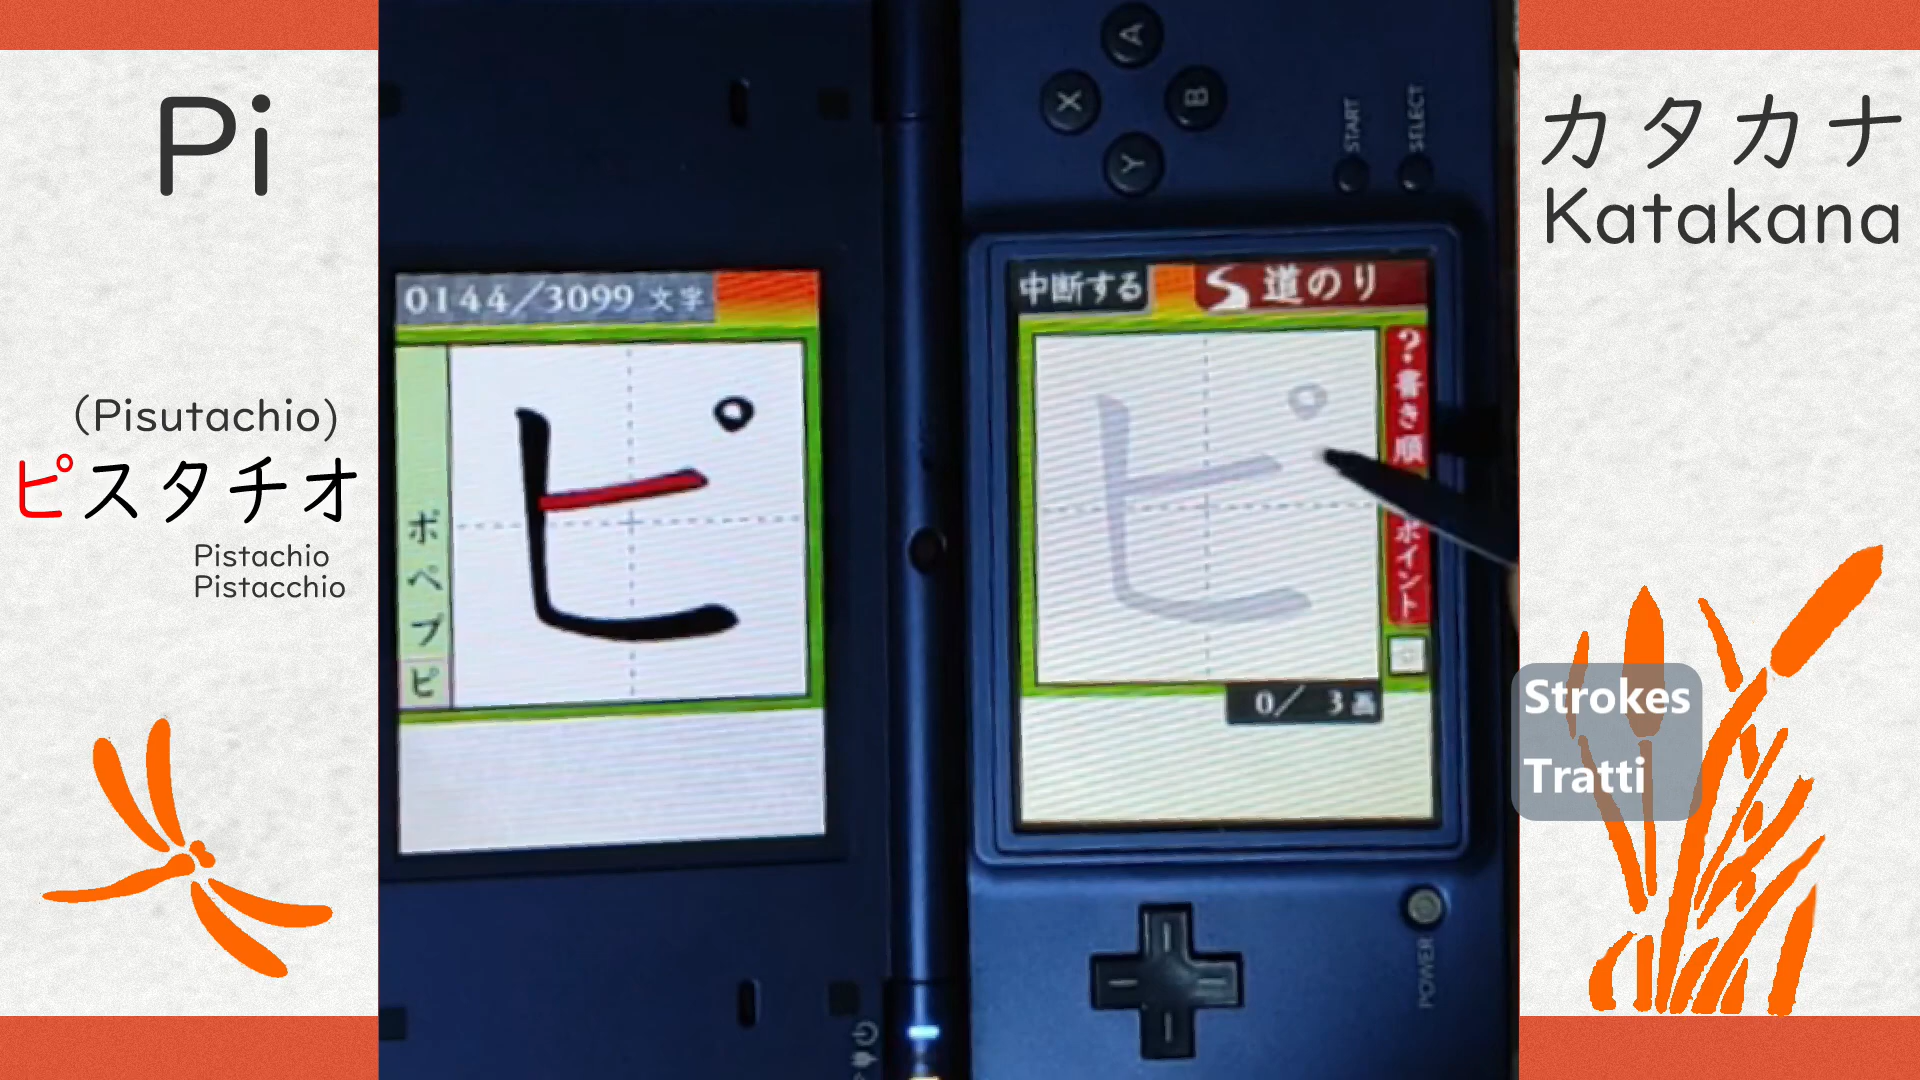 Pi
(Pisutachio)
ピスタチオ
Pistachio
Pistacchio
0144/3099 文字
ピ
ボ
ペ
プ
ピ
A
X
B
Y
START
SELECT
中断する
道のり
ピ
?書き順
ポイント
0/ 3画
POWER
カタカナ
Katakana
Strokes
Tratti